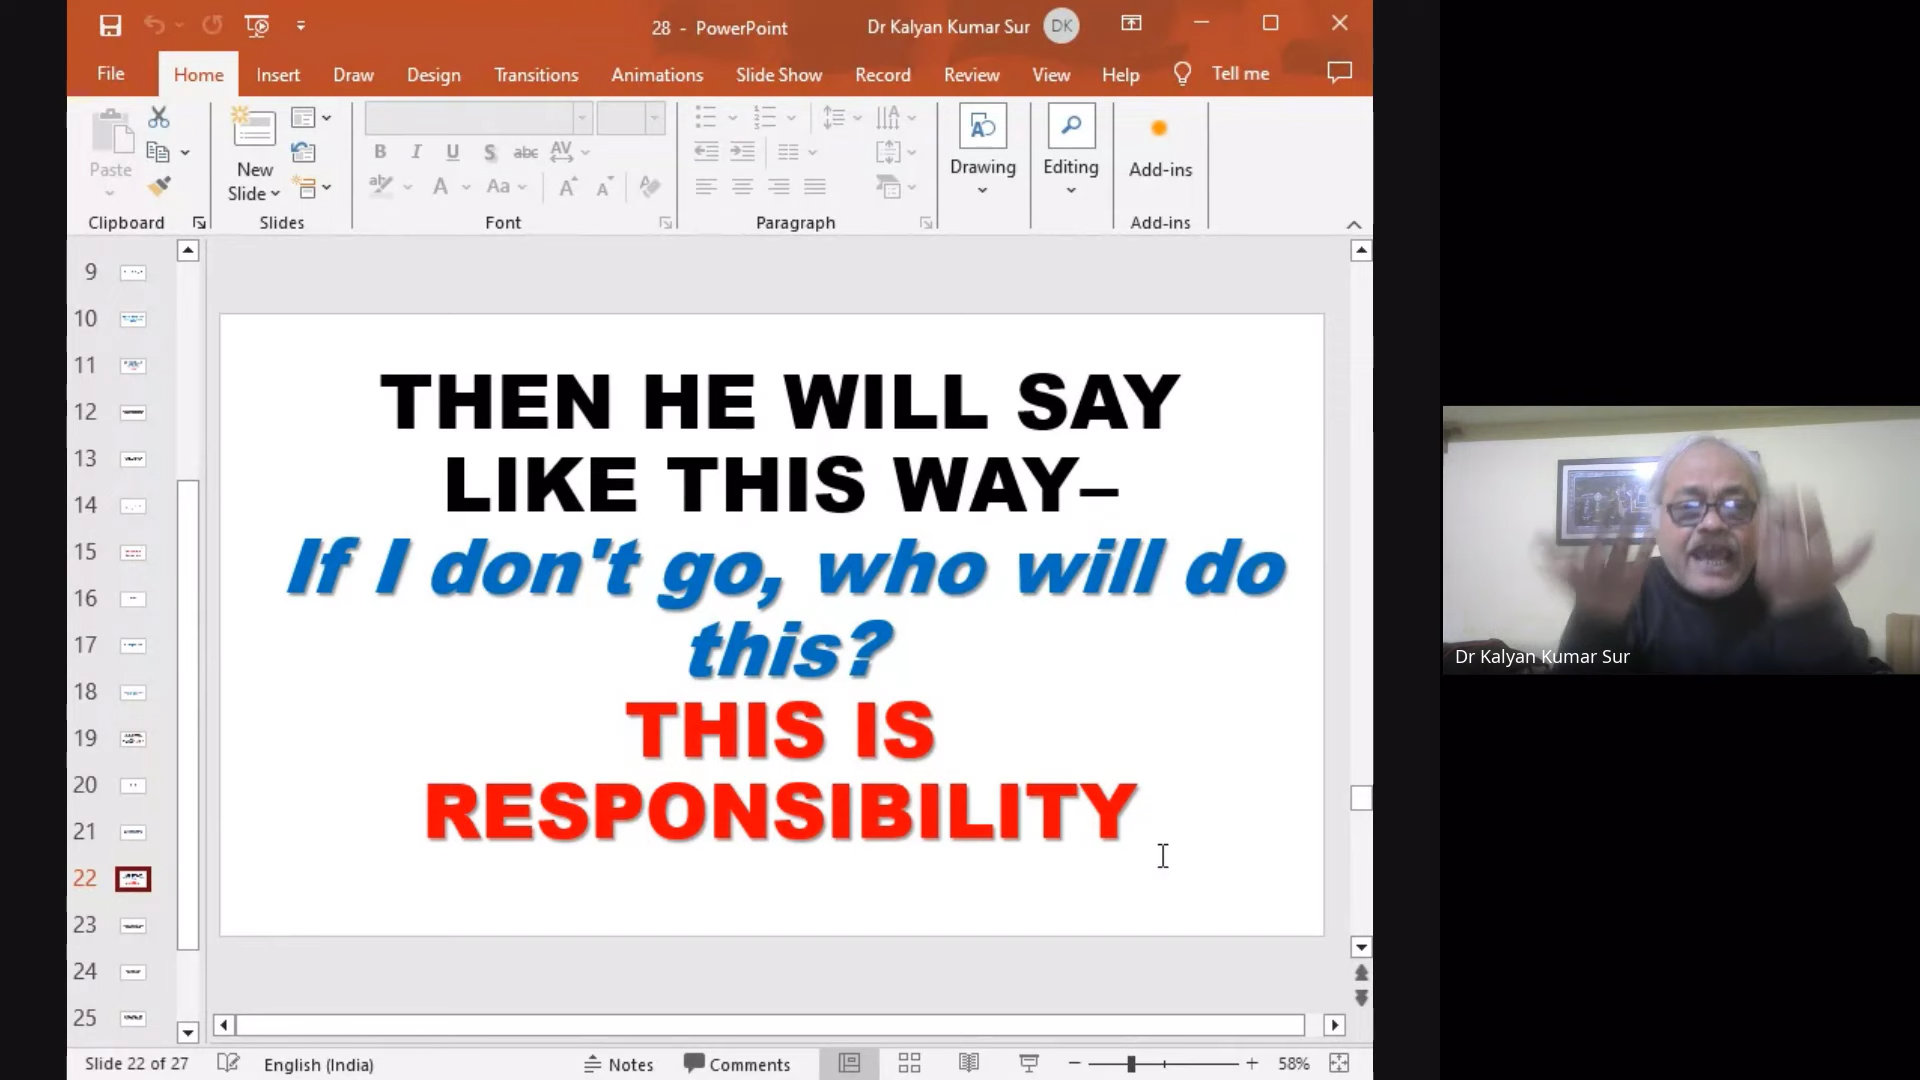 28 - PowerPoint
Dr Kalyan Kumar Sur
DK
File
Home
Insert
Draw
Design
Transitions
Animations
Slide Show
Record
Review
View
Help
Tell me
Paste
New
Slide
B I U S abc AV
A Aa A A
Drawing
Editing
Add-ins
Clipboard
Slides
Font
Paragraph
Add-ins
9
10
11
12
13
14
15
16
17
18
19
20
21
22
23
24
25
THEN HE WILL SAY
LIKE THIS WAY–
If I don't go, who will do
this?
THIS IS
RESPONSIBILITY
Dr Kalyan Kumar Sur
Slide 22 of 27
English (India)
Notes
Comments
58%